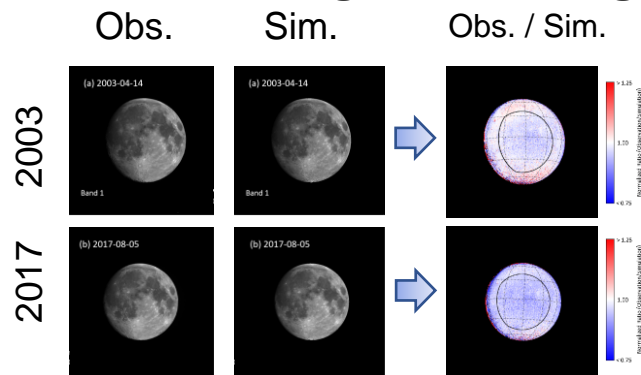 Obs.
Sim.
Obs. / Sim.
2003
(a) 2003-04-14
Band 1
(a) 2003-04-14
Band 1
> 1.25
1.00
< 0.75
2017
(b) 2017-08-05
(b) 2017-08-05
> 1.25
1.00
< 0.75